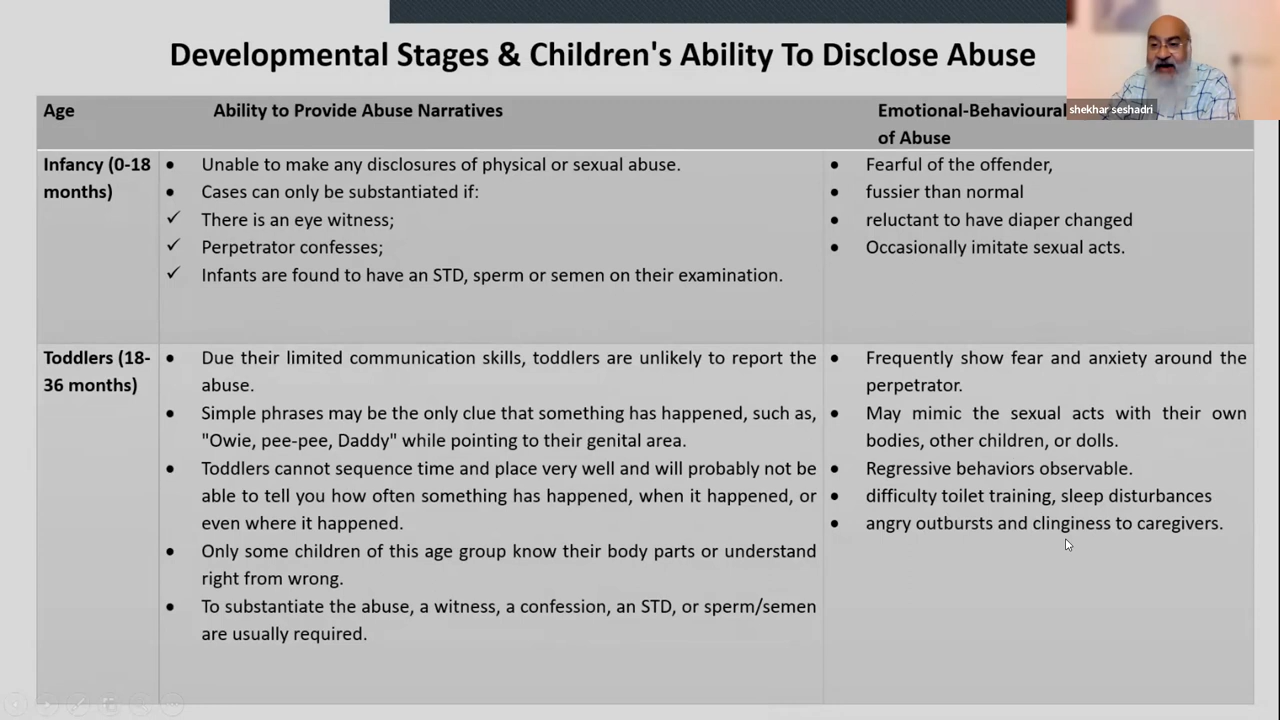 Developmental Stages & Children's Ability To Disclose Abuse
shekhar seshadri
Age
Ability to Provide Abuse Narratives
Emotional-Behavioural
of Abuse
Infancy (0-18
months)
• Unable to make any disclosures of physical or sexual abuse.
• Cases can only be substantiated if:
✓ There is an eye witness;
✓ Perpetrator confesses;
✓ Infants are found to have an STD, sperm or semen on their examination.
• Fearful of the offender,
• fussier than normal
• reluctant to have diaper changed
• Occasionally imitate sexual acts.
Toddlers (18-
36 months)
• Due their limited communication skills, toddlers are unlikely to report the
abuse.
• Simple phrases may be the only clue that something has happened, such as,
"Owie, pee-pee, Daddy" while pointing to their genital area.
• Toddlers cannot sequence time and place very well and will probably not be
able to tell you how often something has happened, when it happened, or
even where it happened.
• Only some children of this age group know their body parts or understand
right from wrong.
• To substantiate the abuse, a witness, a confession, an STD, or sperm/semen
are usually required.
• Frequently show fear and anxiety around the
perpetrator.
• May mimic the sexual acts with their own
bodies, other children, or dolls.
• Regressive behaviors observable.
• difficulty toilet training, sleep disturbances
• angry outbursts and clinginess to caregivers.